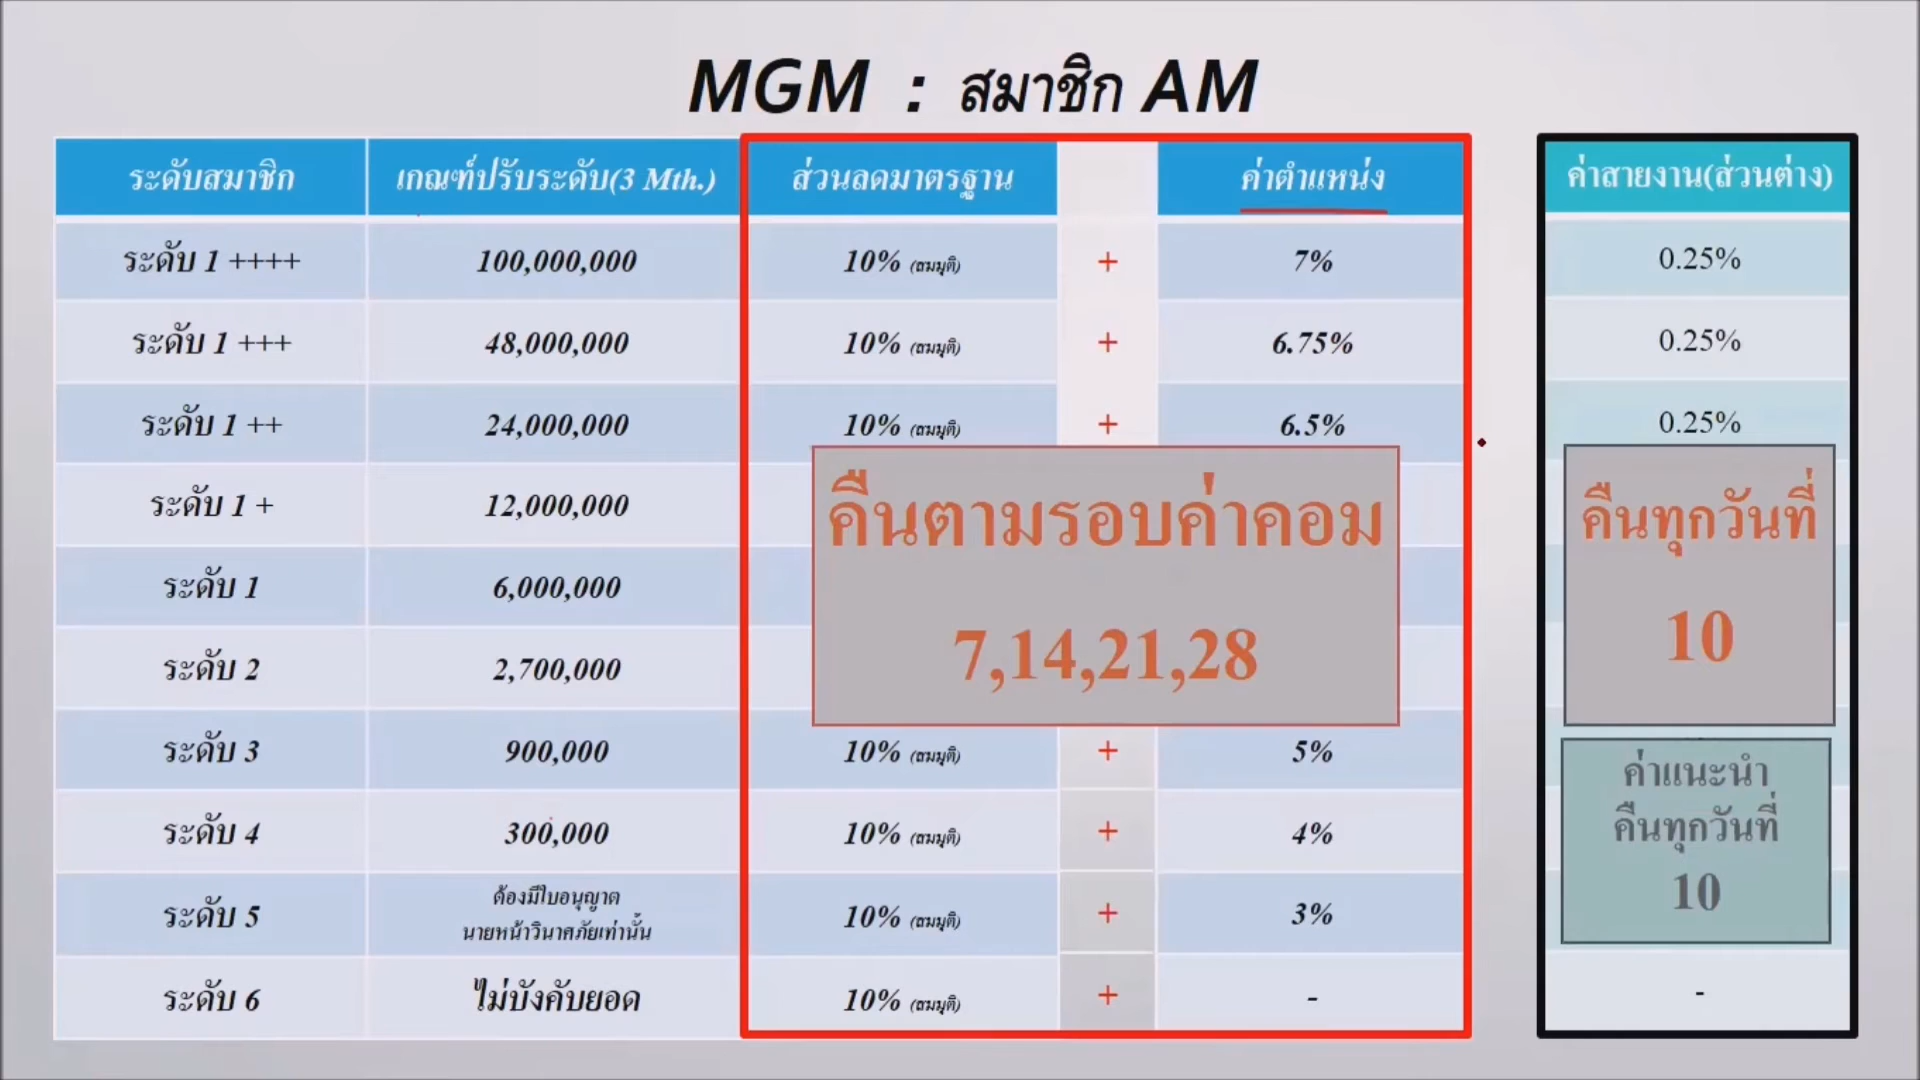 MGM : สมาชิก AM
ระดับสมาชิก เกณฑ์ปรับระดับ(3 Mth.) ส่วนลดมาตรฐาน ค่าตำแหน่ง ค่าสายงาน(ส่วนต่าง)
ระดับ 1 ++++ 100,000,000 10% (สมมุติ) + 7% 0.25%
ระดับ 1 +++ 48,000,000 10% (สมมุติ) + 6.75% 0.25%
ระดับ 1 ++ 24,000,000 10% (สมมุติ) + 6.5% 0.25%
ระดับ 1 + 12,000,000
ระดับ 1 6,000,000
ระดับ 2 2,700,000
คืนตามรอบค่าคอม
7,14,21,28
คืนทุกวันที่
10
ระดับ 3 900,000 10% (สมมุติ) + 5%
ระดับ 4 300,000 10% (สมมุติ) + 4%
ค่าแนะนำ
คืนทุกวันที่
10
ระดับ 5 ต้องมีใบอนุญาต
นายหน้าวินาศภัยเท่านั้น 10% (สมมุติ) + 3%
ระดับ 6 ไม่บังคับยอด 10% (สมมุติ) + - -